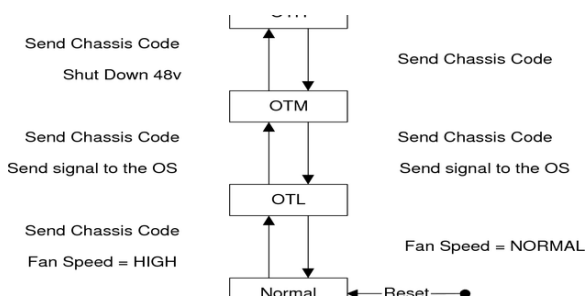 Send Chassis Code
Shut Down 48v
Send Chassis Code
OTM
Send Chassis Code
Send signal to the OS
Send Chassis Code
Send signal to the OS
OTL
Send Chassis Code
Fan Speed = HIGH
Fan Speed = NORMAL
Normal
Reset